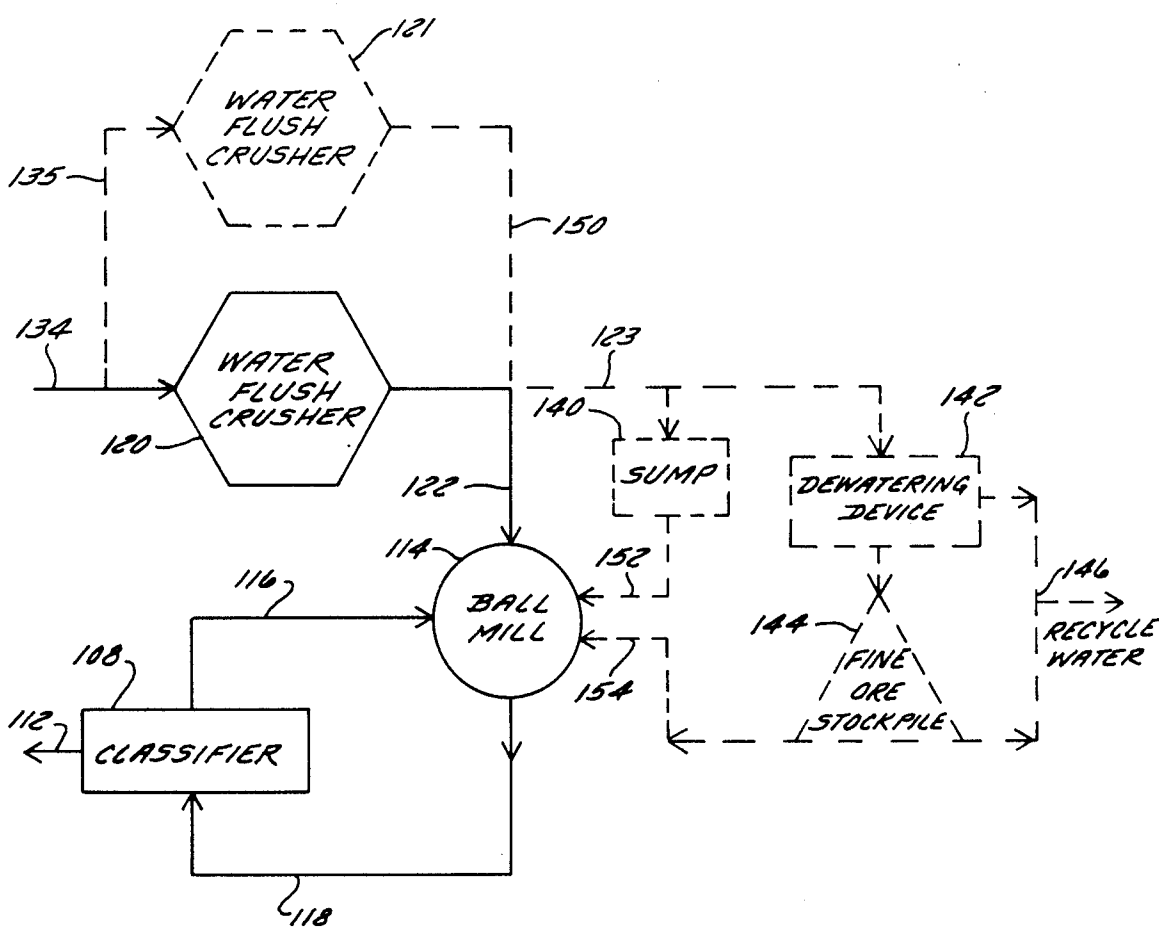 121
WATER
FLUSH
CRUSHER
135
150
134
WATER
FLUSH
CRUSHER
120
123
140
142
SUMP
DEWATERING
DEVICE
122
114
152
146
116
BALL
MILL
144
RECYCLE
WATER
108
FINE
ORE
STOCKPILE
154
112
CLASSIFIER
118